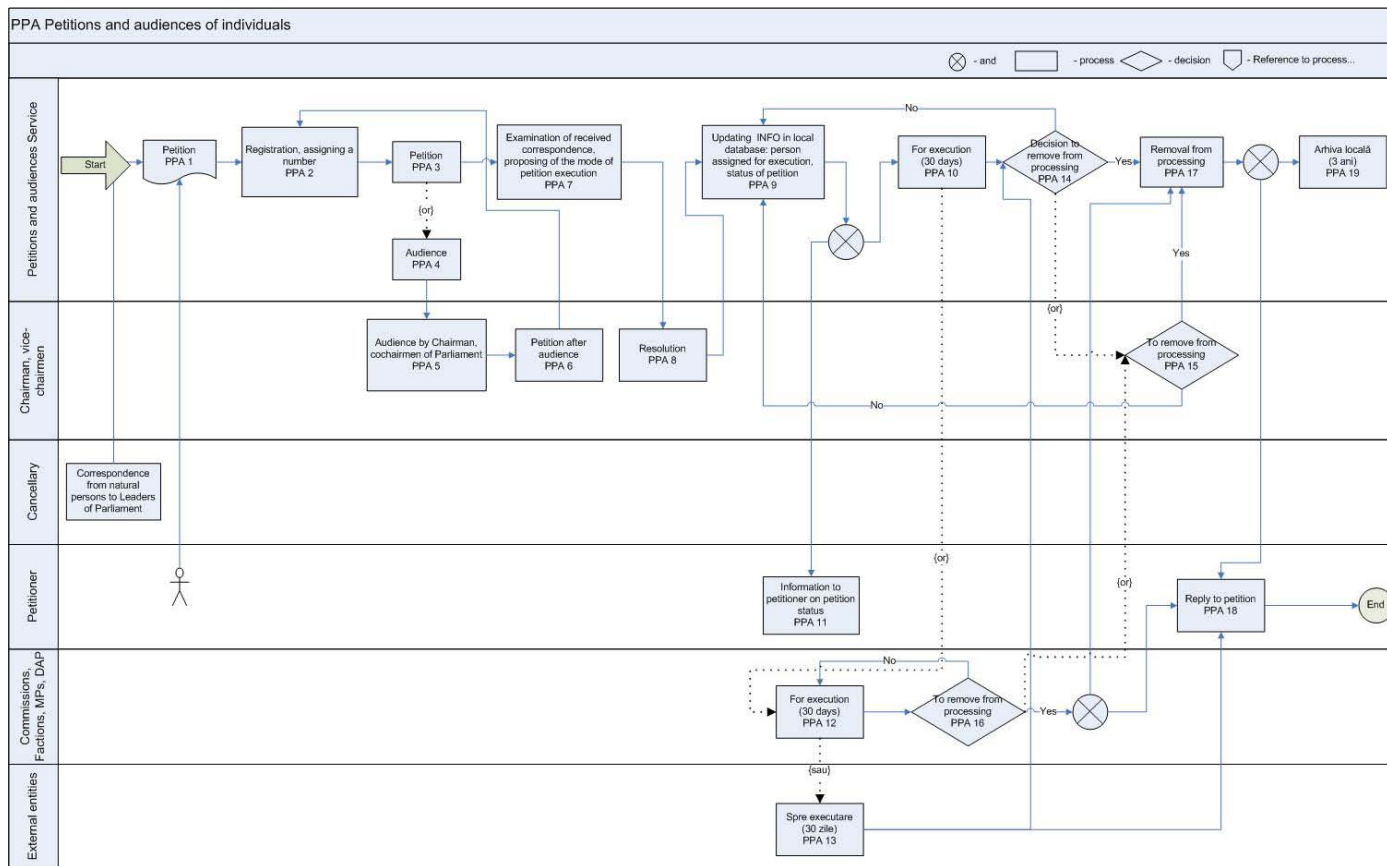 PPA Petitions and audiences of individuals
- and
- process
- decision
- Reference to process...
Petitions and audiences Service
Start
Petition
PPA 1
Registration, assigning a
number
PPA 2
Petition
PPA 3
{or}
Audience
PPA 4
Examination of received
correspondence,
proposing of the mode of
petition execution
PPA 7
Updating INFO in local
database: person
assigned for execution,
status of petition
PPA 9
For execution
(30 days)
PPA 10
No
Decision to
remove from
processing
PPA 14
Yes
Removal from
processing
PPA 17
Arhiva locală
(3 ani)
PPA 19
Yes
Chairman, vice-
chairmen
Audience by Chairman,
cochairmen of Parliament
PPA 5
Petition after
audience
PPA 6
Resolution
PPA 8
{or}
To remove from
processing
PPA 15
No
Cancellary
Correspondence
from natural
persons to Leaders
of Parliament
Petitioner
Information to
petitioner on petition
status
PPA 11
{or}
{or}
Reply to petition
PPA 18
End
Commissions,
Factions, MPs, DAP
For execution
(30 days)
PPA 12
No
To remove from
processing
PPA 16
Yes
{sau}
External entities
Spre executare
(30 zile)
PPA 13